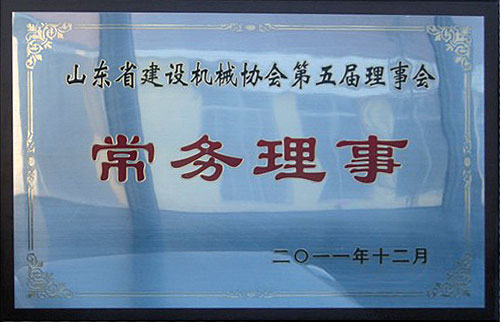 山东省建设机械协会第五届理事会
常务理事
二〇一一年十二月